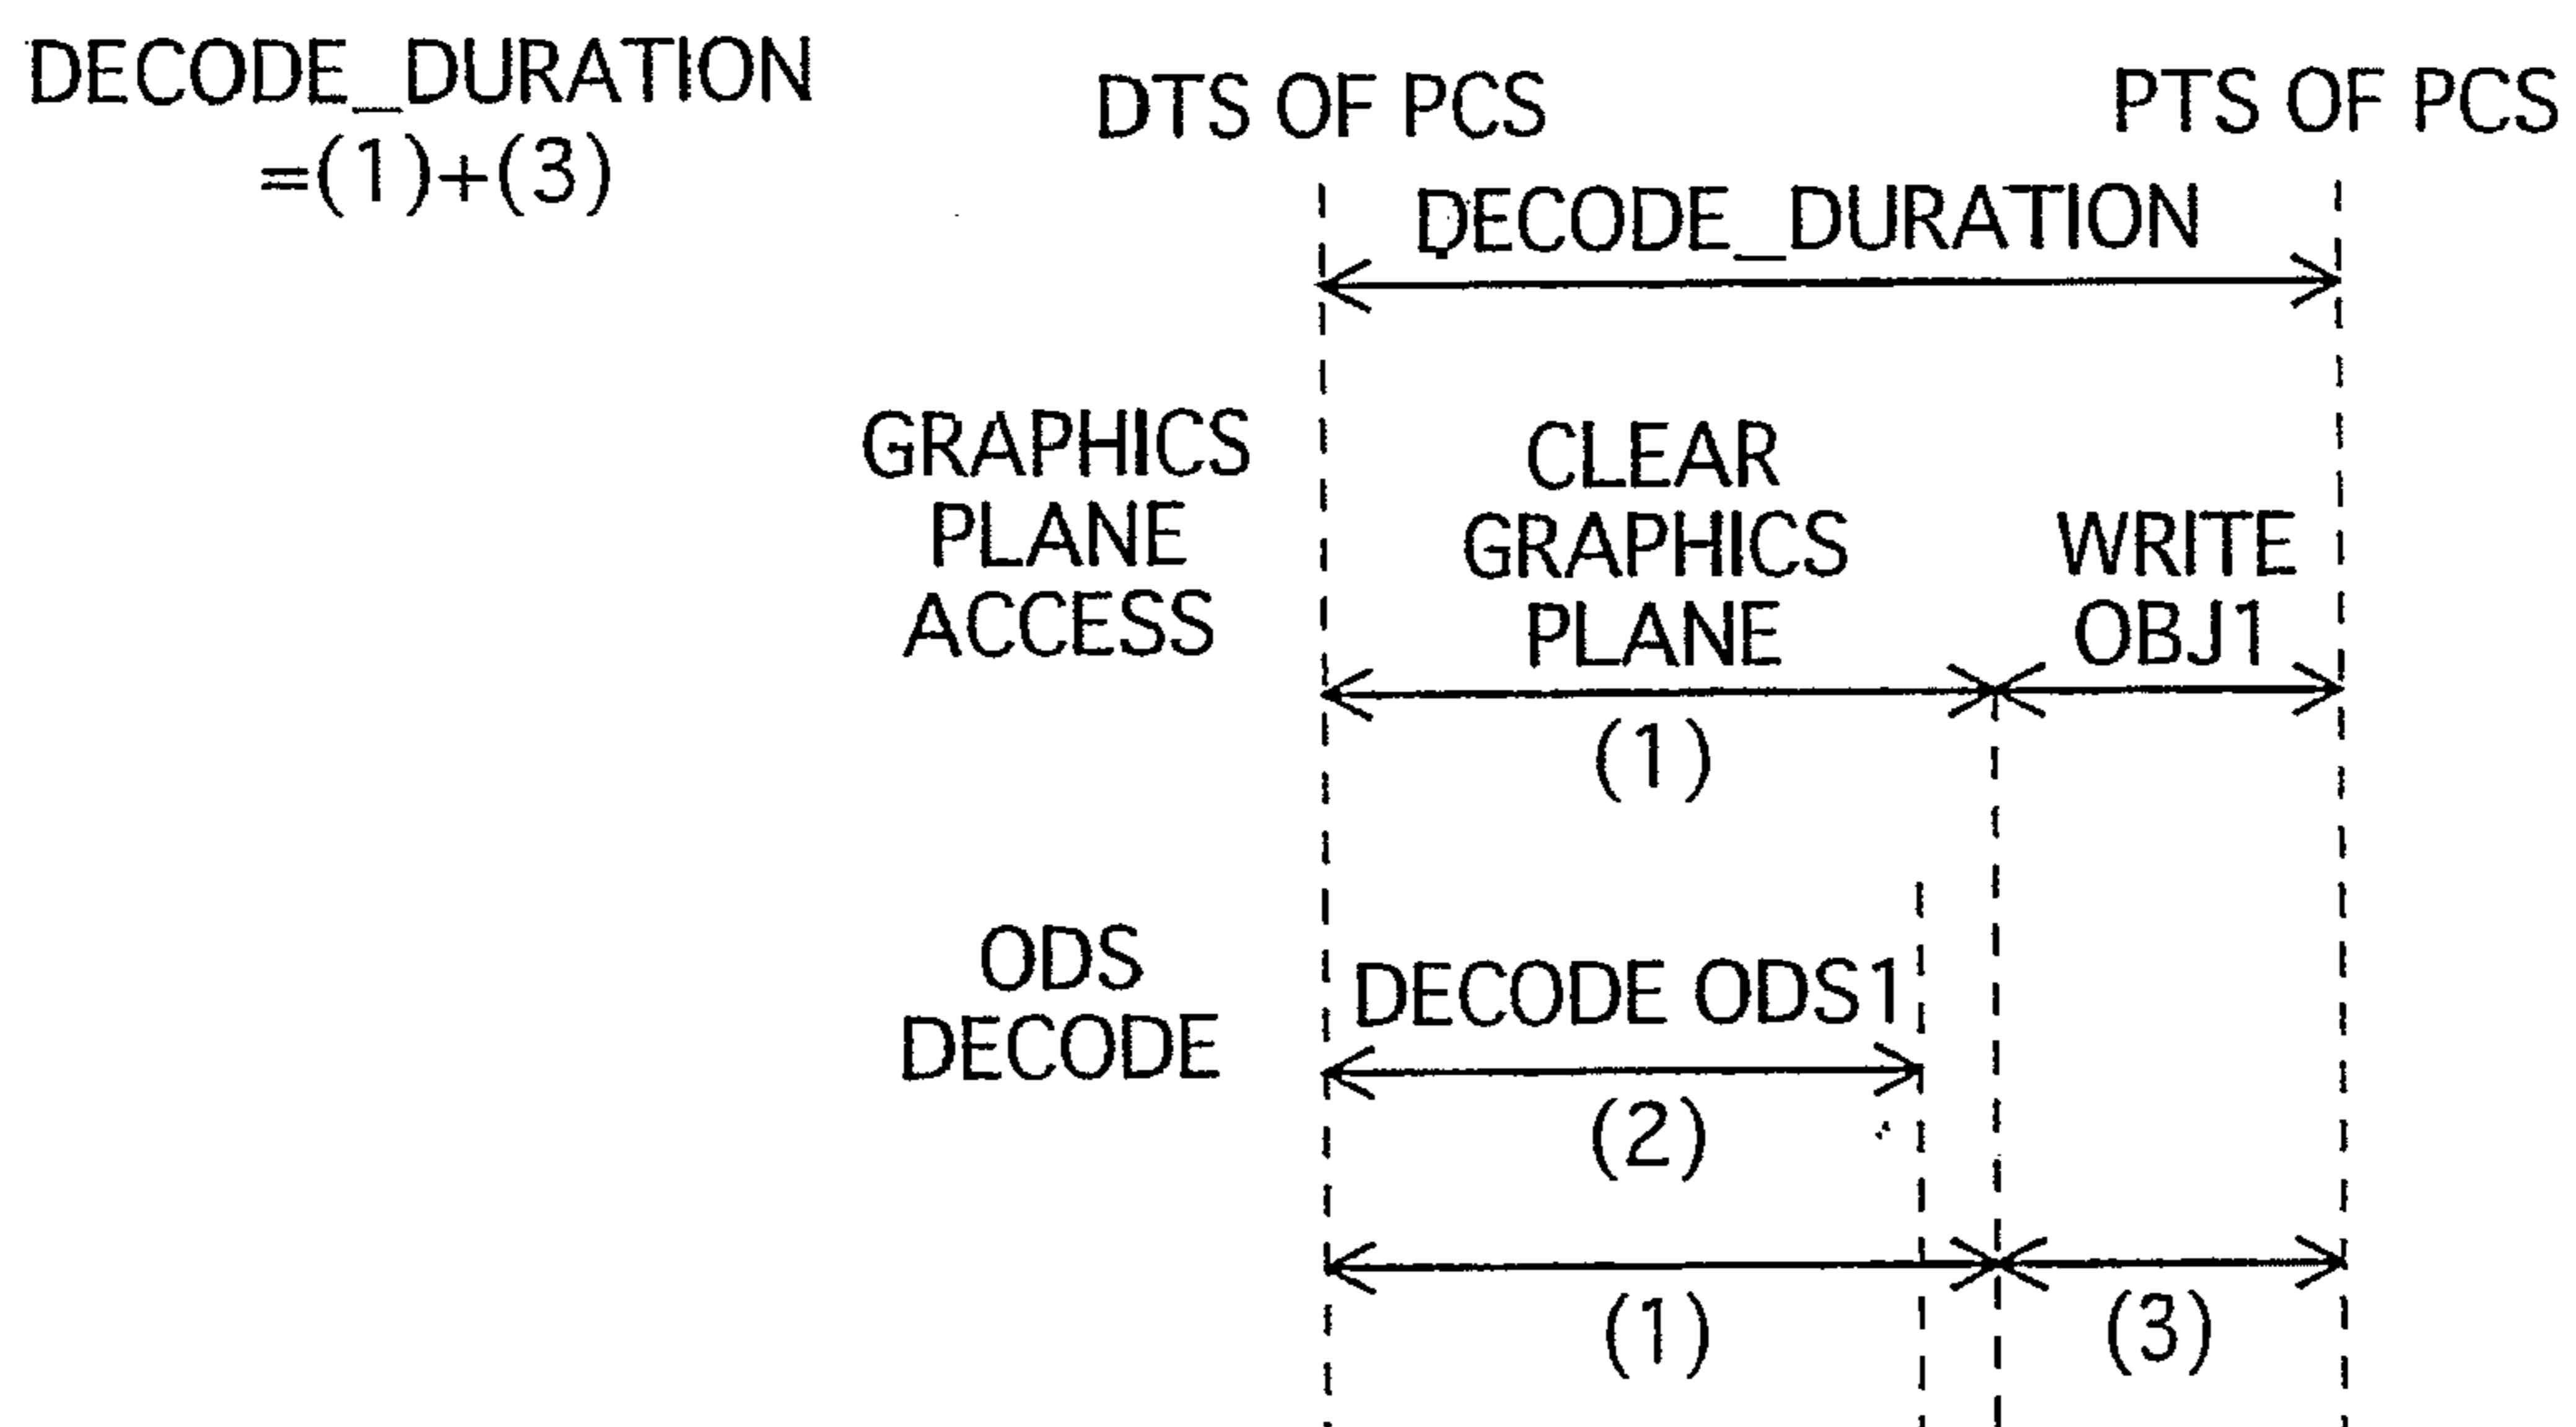 DECODE_DURATION
=(1)+(3)
DTS OF PCS
PTS OF PCS
DECODE_DURATION
GRAPHICS
PLANE
ACCESS
CLEAR
GRAPHICS
PLANE
WRITE
OBJ1
(1)
ODS
DECODE
DECODE ODS1
(2)
(1)
(3)